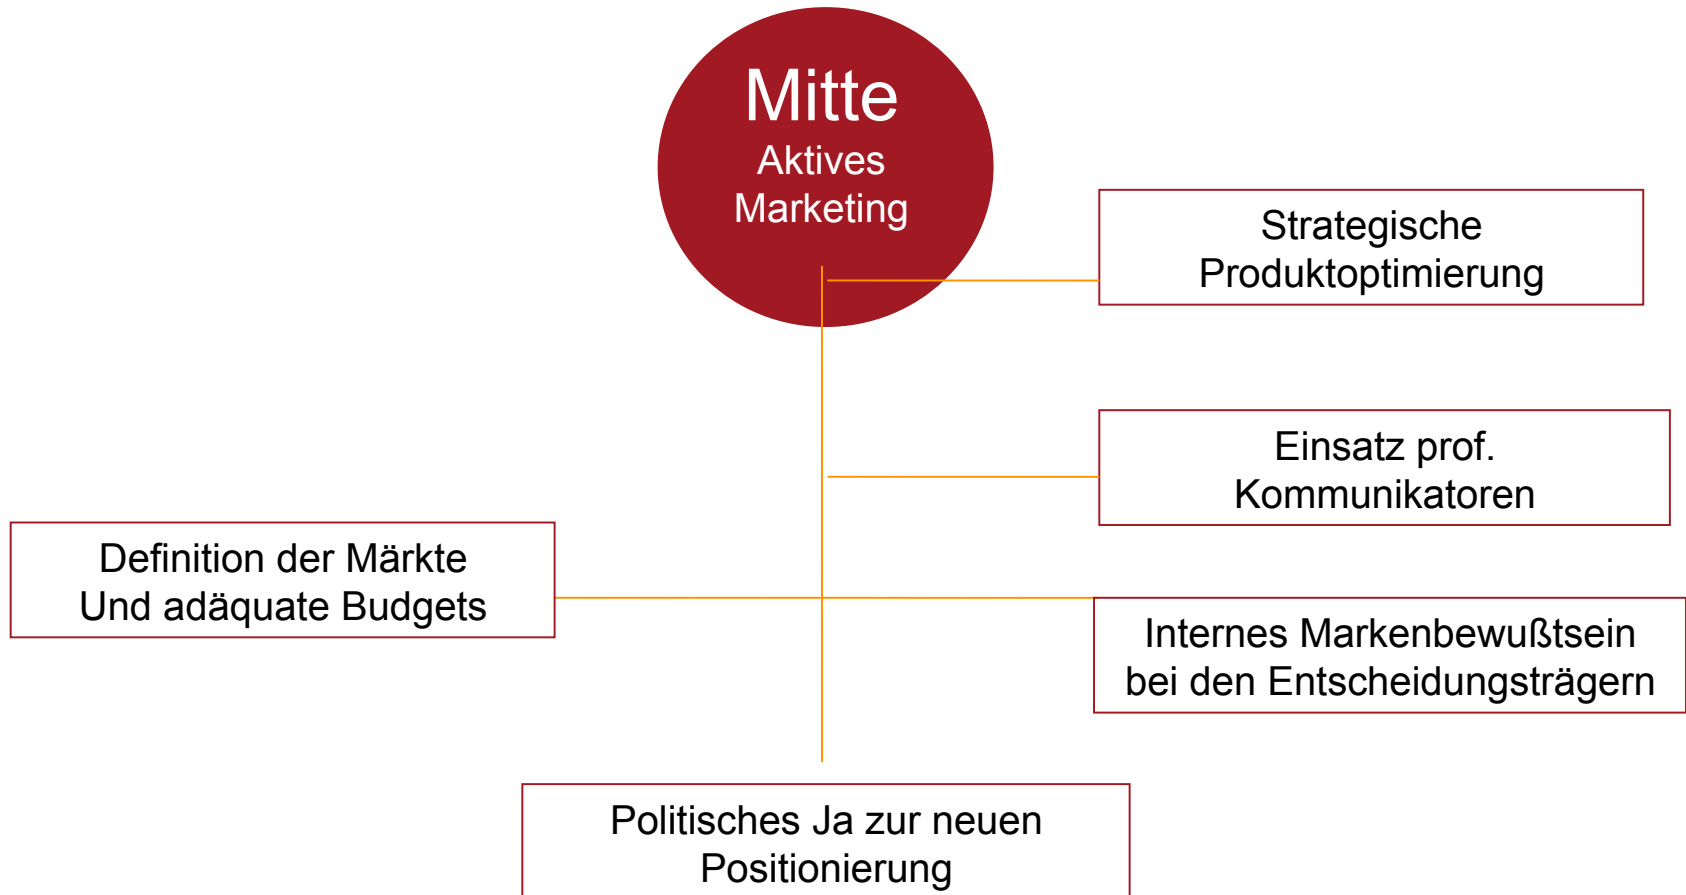 Mitte
Aktives
Marketing
Strategische
Produktoptimierung
Einsatz prof.
Kommunikatoren
Definition der Märkte
Und adäquate Budgets
Internes Markenbewußtsein
bei den Entscheidungsträgern
Politisches Ja zur neuen
Positionierung